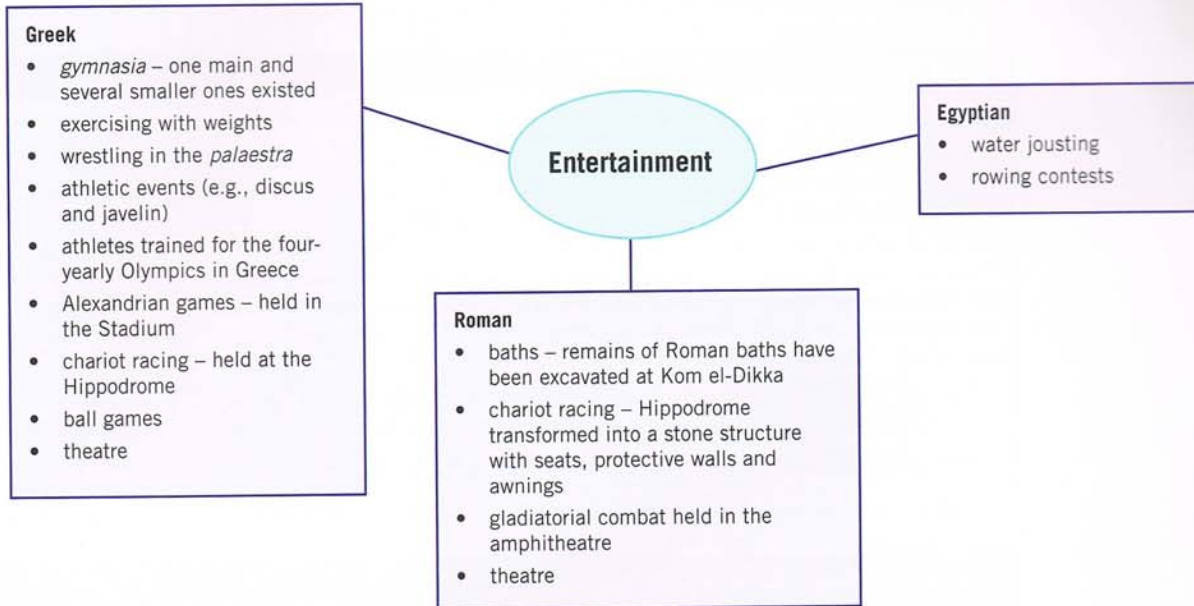 Greek
• gymnasia – one main and
several smaller ones existed
• exercising with weights
• wrestling in the palaestra
• athletic events (e.g., discus
and javelin)
• athletes trained for the four-
yearly Olympics in Greece
• Alexandrian games – held in
the Stadium
• chariot racing – held at the
Hippodrome
• ball games
• theatre
Entertainment
Egyptian
• water jousting
• rowing contests
Roman
• baths – remains of Roman baths have
been excavated at Kom el-Dikka
• chariot racing – Hippodrome
transformed into a stone structure
with seats, protective walls and
awnings
• gladiatorial combat held in the
amphitheatre
• theatre